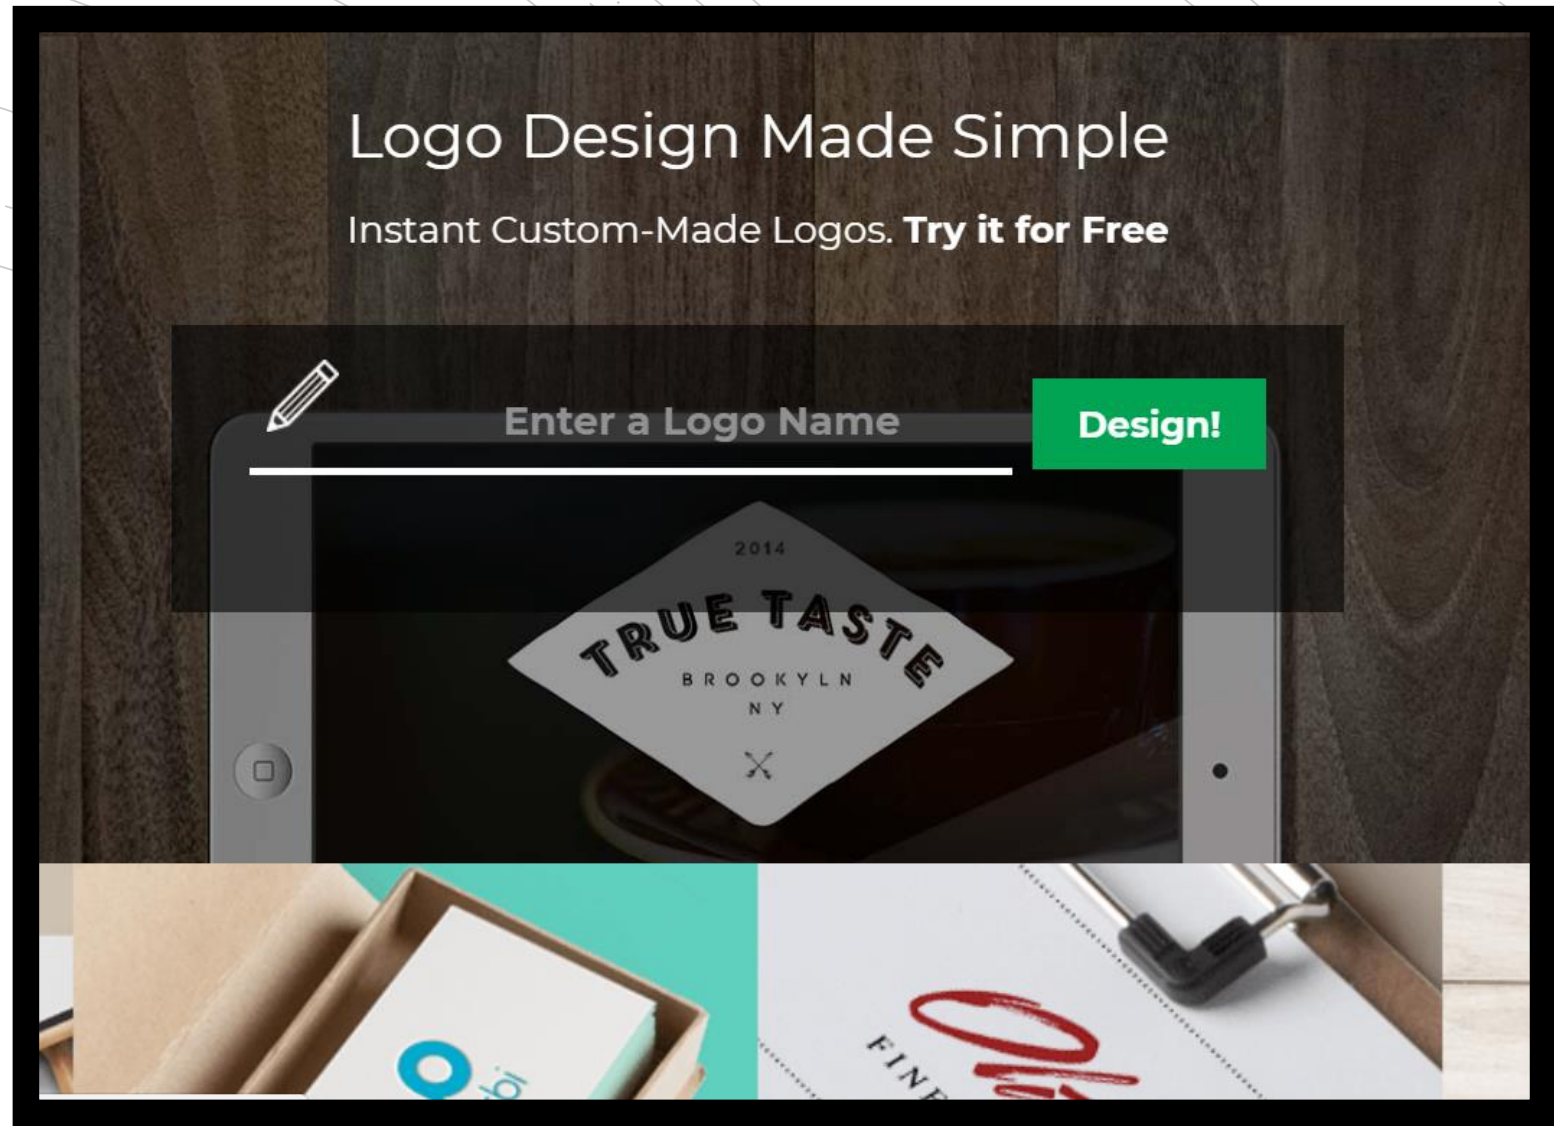 Logo Design Made Simple
Instant Custom-Made Logos. Try it for Free
Enter a Logo Name
Design!
2014
TRUE TASTE
BROOKYLN
NY
FINE